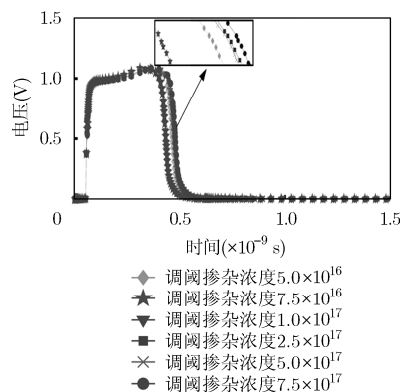 1.5
1.0
0.5
电压(V)
0 0.5 1.0 1.5
时间(×10⁻⁹ s)
调阈掺杂浓度5.0×10¹⁶
调阈掺杂浓度7.5×10¹⁶
调阈掺杂浓度1.0×10¹⁷
调阈掺杂浓度2.5×10¹⁷
调阈掺杂浓度5.0×10¹⁷
调阈掺杂浓度7.5×10¹⁷